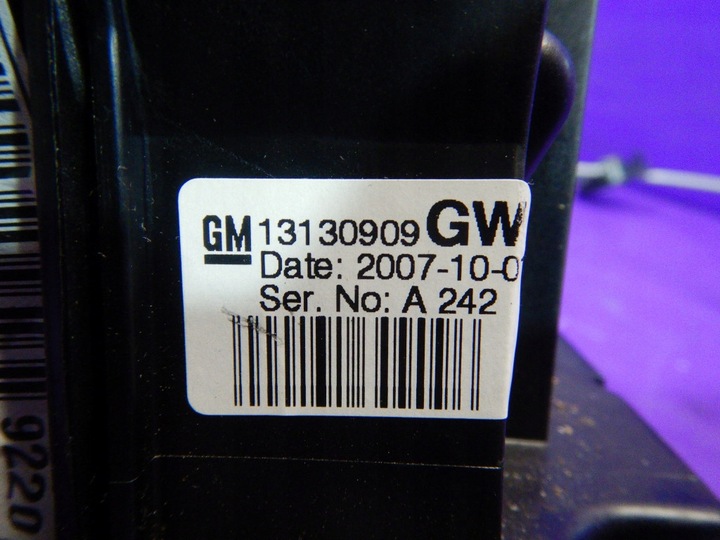 GM 13130909 GW
Date: 2007-10-0
Ser. No: A 242
9220